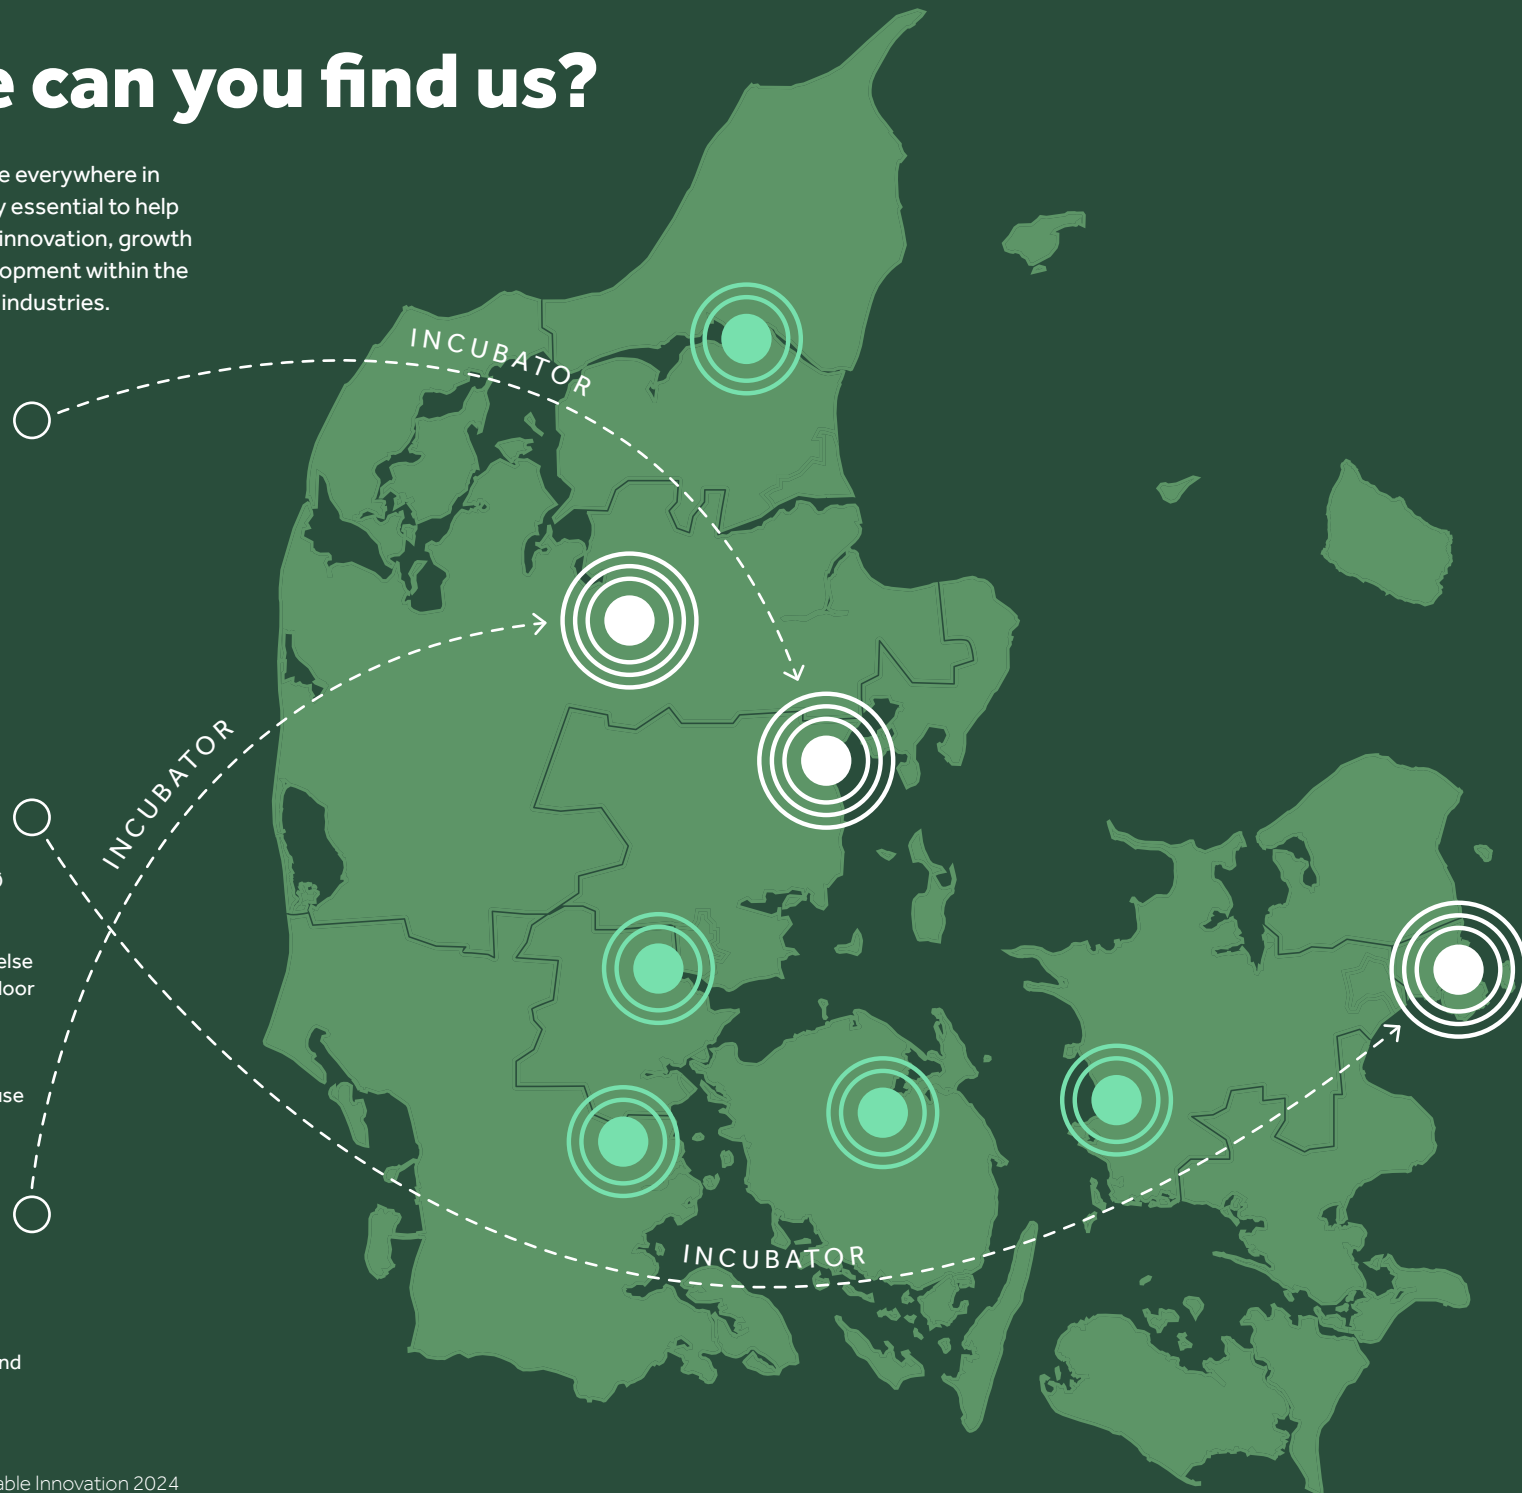 e can you find us?
e everywhere in
y essential to help
innovation, growth
opment within the
industries.
INCUBATOR
INCUBATOR
else
loor
use
INCUBATOR
nd
able Innovation 2024